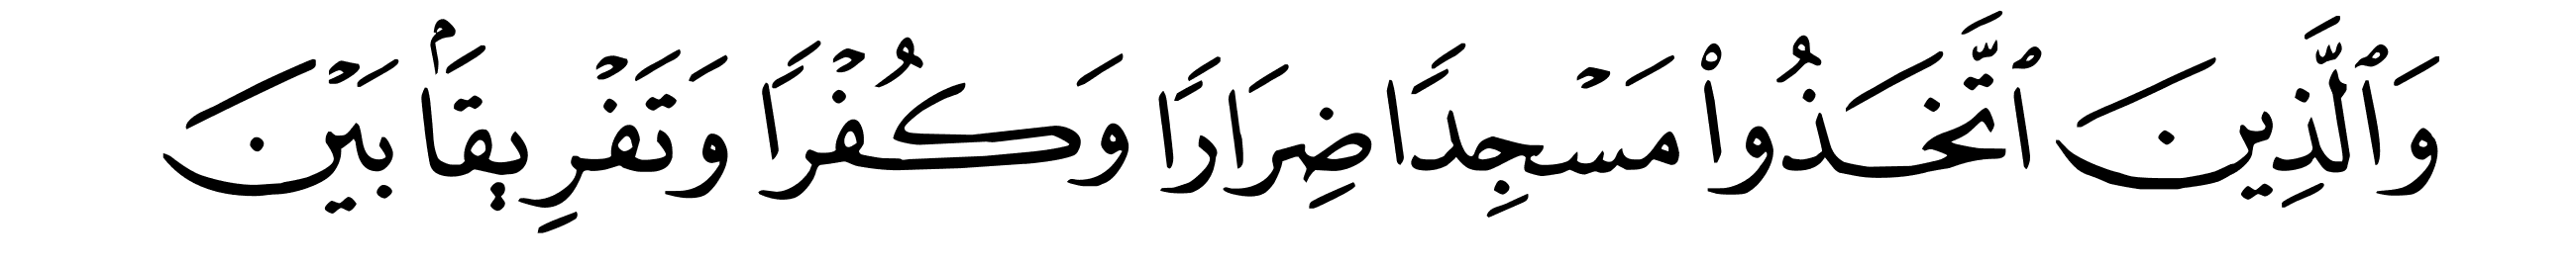 وَٱلَّذِينَ ٱتَّخَذُوا۟ مَسْجِدًا ضِرَارًا وَكُفْرًا وَتَفْرِيقَۢا بَيْنَ